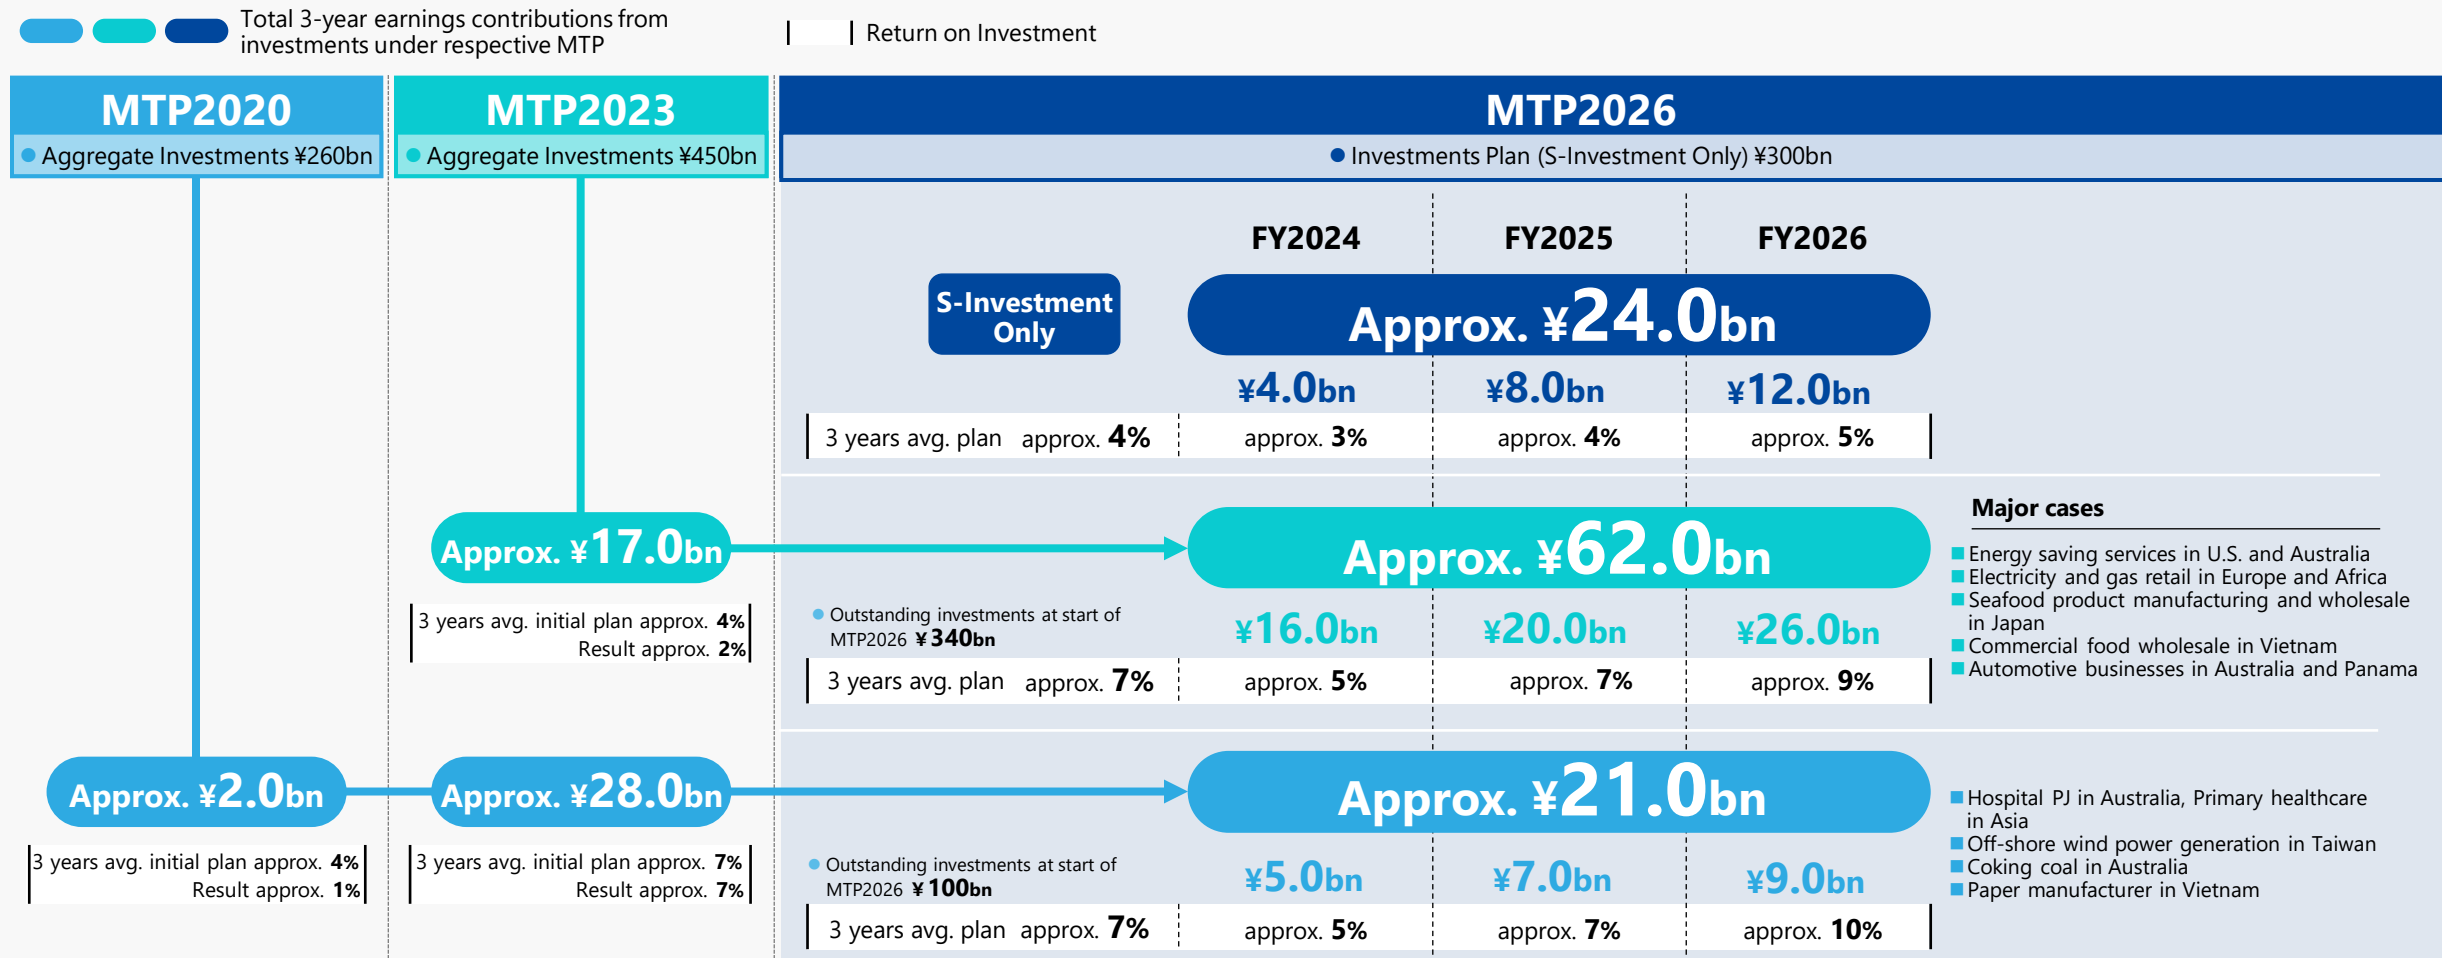 Total 3-year earnings contributions from
investments under respective MTP
Return on Investment
MTP2020
● Aggregate Investments ¥260bn
MTP2023
● Aggregate Investments ¥450bn
MTP2026
● Investments Plan (S-Investment Only) ¥300bn
FY2024
FY2025
FY2026
S-Investment
Only
Approx. ¥24.0bn
¥4.0bn
¥8.0bn
¥12.0bn
3 years avg. plan approx. 4%
approx. 3%
approx. 4%
approx. 5%
Approx. ¥17.0bn
3 years avg. initial plan approx. 4%
Result approx. 2%
Approx. ¥62.0bn
● Outstanding investments at start of
MTP2026 ¥340bn
¥16.0bn
¥20.0bn
¥26.0bn
3 years avg. plan approx. 7%
approx. 5%
approx. 7%
approx. 9%
Major cases
■ Energy saving services in U.S. and Australia
■ Electricity and gas retail in Europe and Africa
■ Seafood product manufacturing and wholesale
in Japan
■ Commercial food wholesale in Vietnam
■ Automotive businesses in Australia and Panama
Approx. ¥2.0bn
3 years avg. initial plan approx. 4%
Result approx. 1%
Approx. ¥28.0bn
3 years avg. initial plan approx. 7%
Result approx. 7%
Approx. ¥21.0bn
● Outstanding investments at start of
MTP2026 ¥100bn
¥5.0bn
¥7.0bn
¥9.0bn
3 years avg. plan approx. 7%
approx. 5%
approx. 7%
approx. 10%
■ Hospital PJ in Australia, Primary healthcare
in Asia
■ Off-shore wind power generation in Taiwan
■ Coking coal in Australia
■ Paper manufacturer in Vietnam